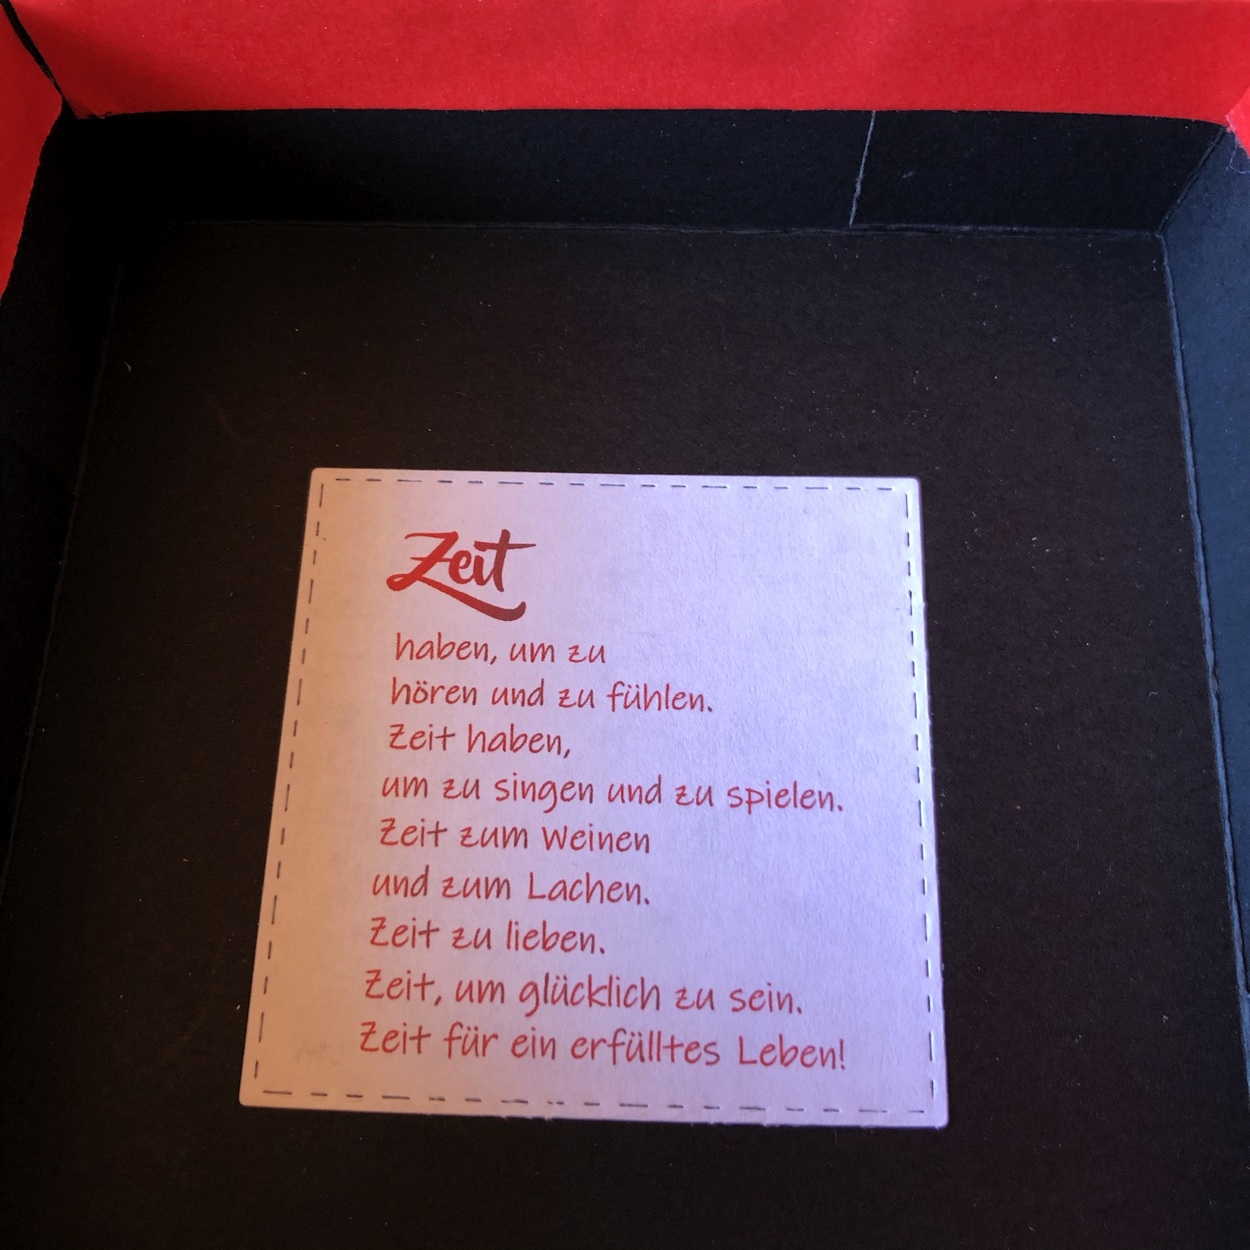 Zeit
haben, um zu
hören und zu fühlen.
Zeit haben,
um zu singen und zu spielen.
Zeit zum Weinen
und zum Lachen.
Zeit zu lieben.
Zeit, um glücklich zu sein.
Zeit für ein erfülltes Leben!